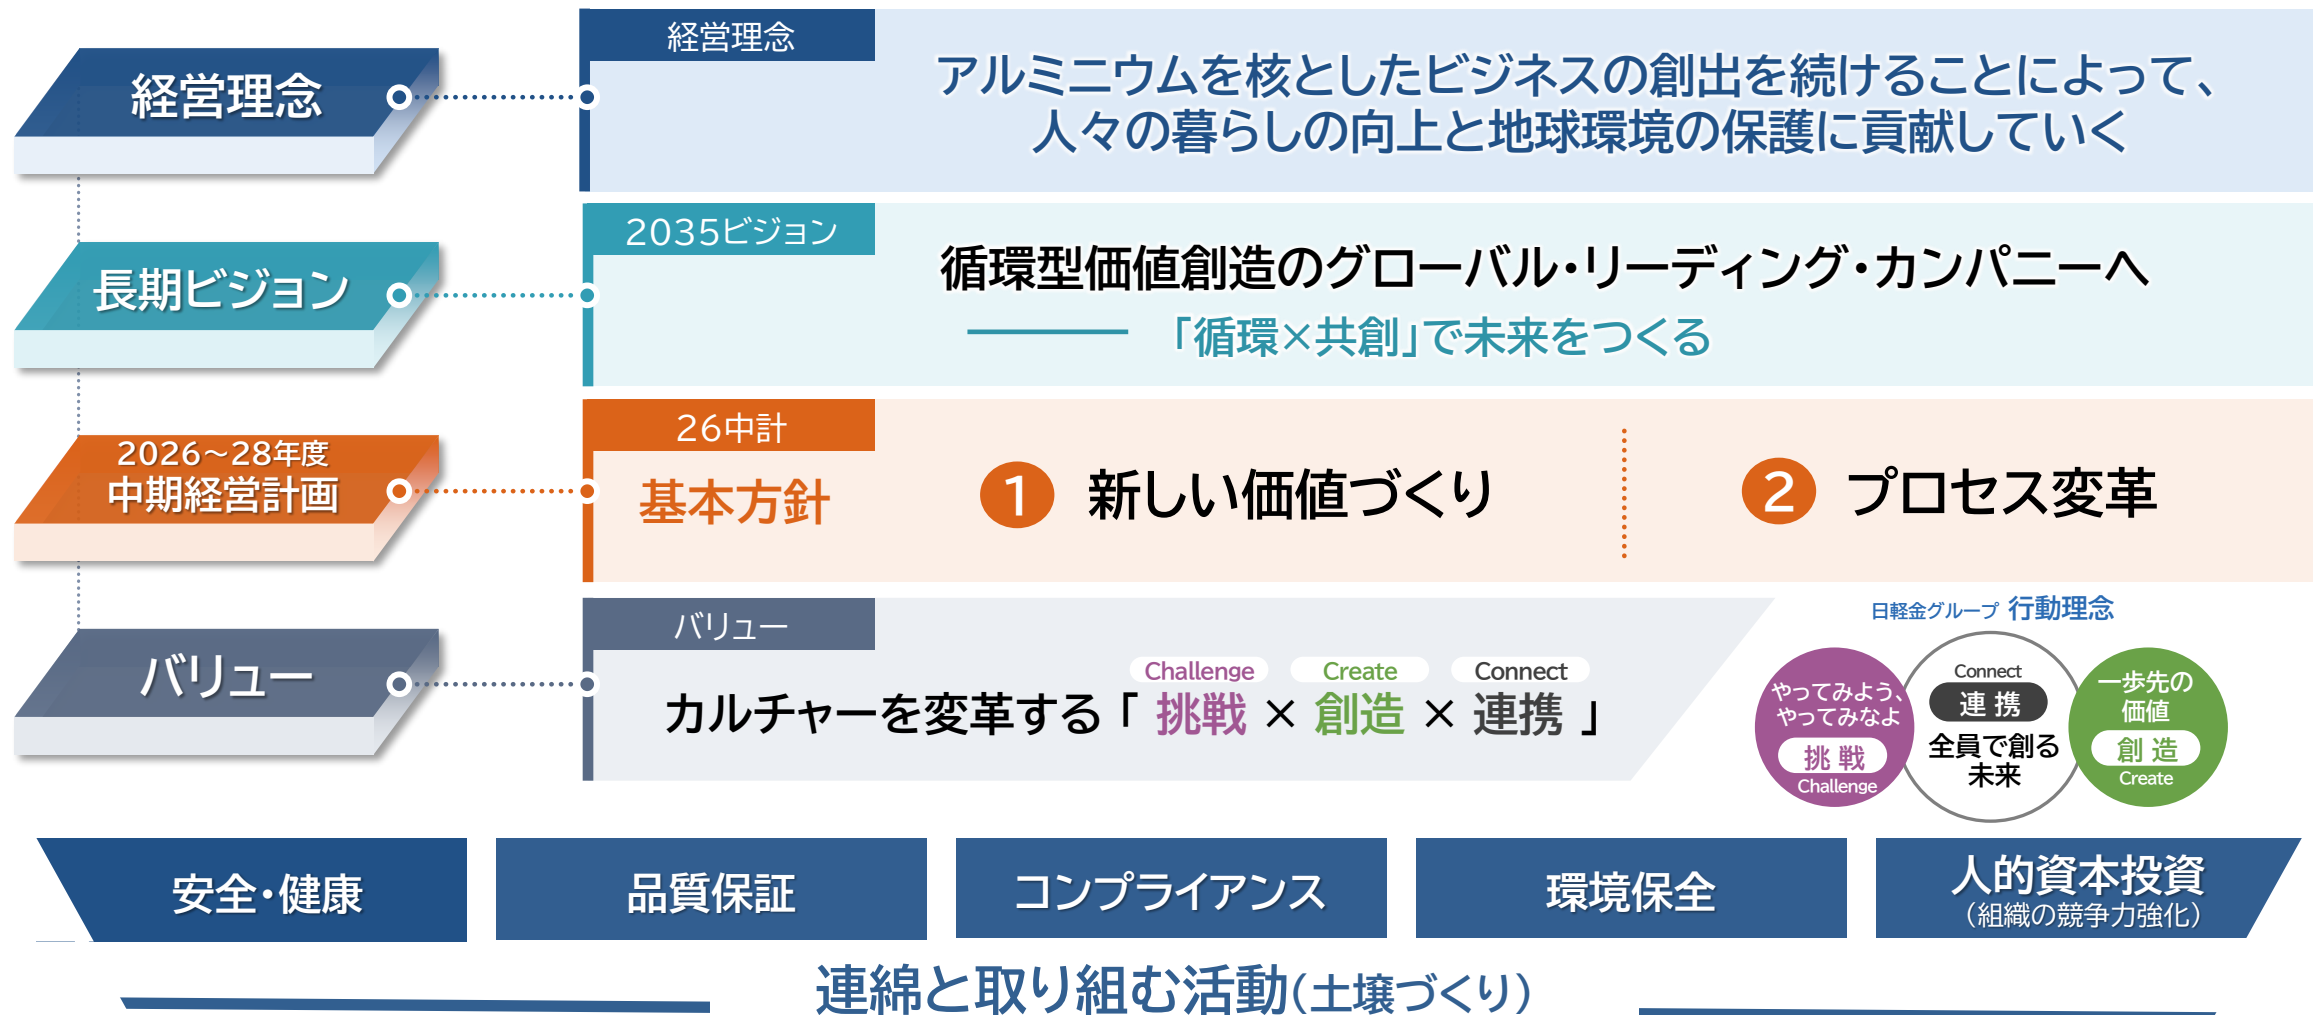 経営理念
経営理念
アルミニウムを核としたビジネスの創出を続けることによって、
人々の暮らしの向上と地球環境の保護に貢献していく
長期ビジョン
2035ビジョン
循環型価値創造のグローバル・リーディング・カンパニーへ
「循環×共創」で未来をつくる
2026～28年度
中期経営計画
26中計
基本方針
1 新しい価値づくり
2 プロセス変革
バリュー
バリュー
Challenge Create Connect
カルチャーを変革する「 挑戦 × 創造 × 連携 」
日軽金グループ 行動理念
やってみよう、
やってみなよ
挑 戦
Challenge
Connect
連 携
全員で創る
未来
一歩先の
価値
創 造
Create
安全・健康
品質保証
コンプライアンス
環境保全
人的資本投資
（組織の競争力強化）
連綿と取り組む活動（土壌づくり）